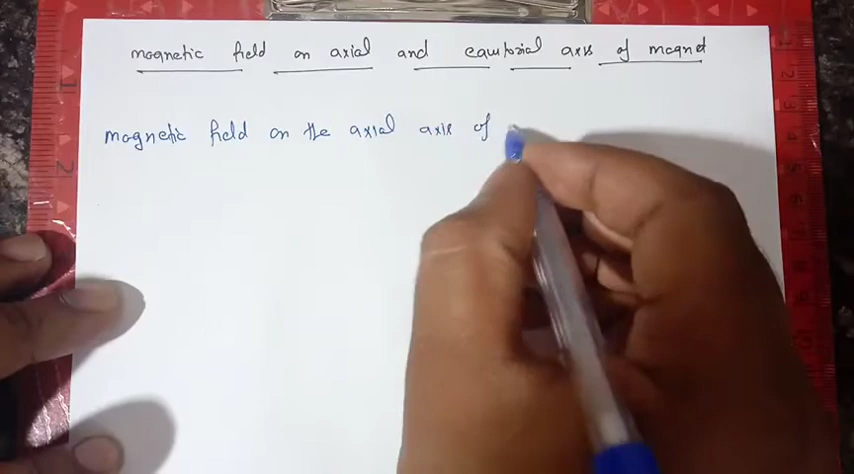 magnetic field on axial and equatorial axis of magnet
magnetic field on the axial axis of